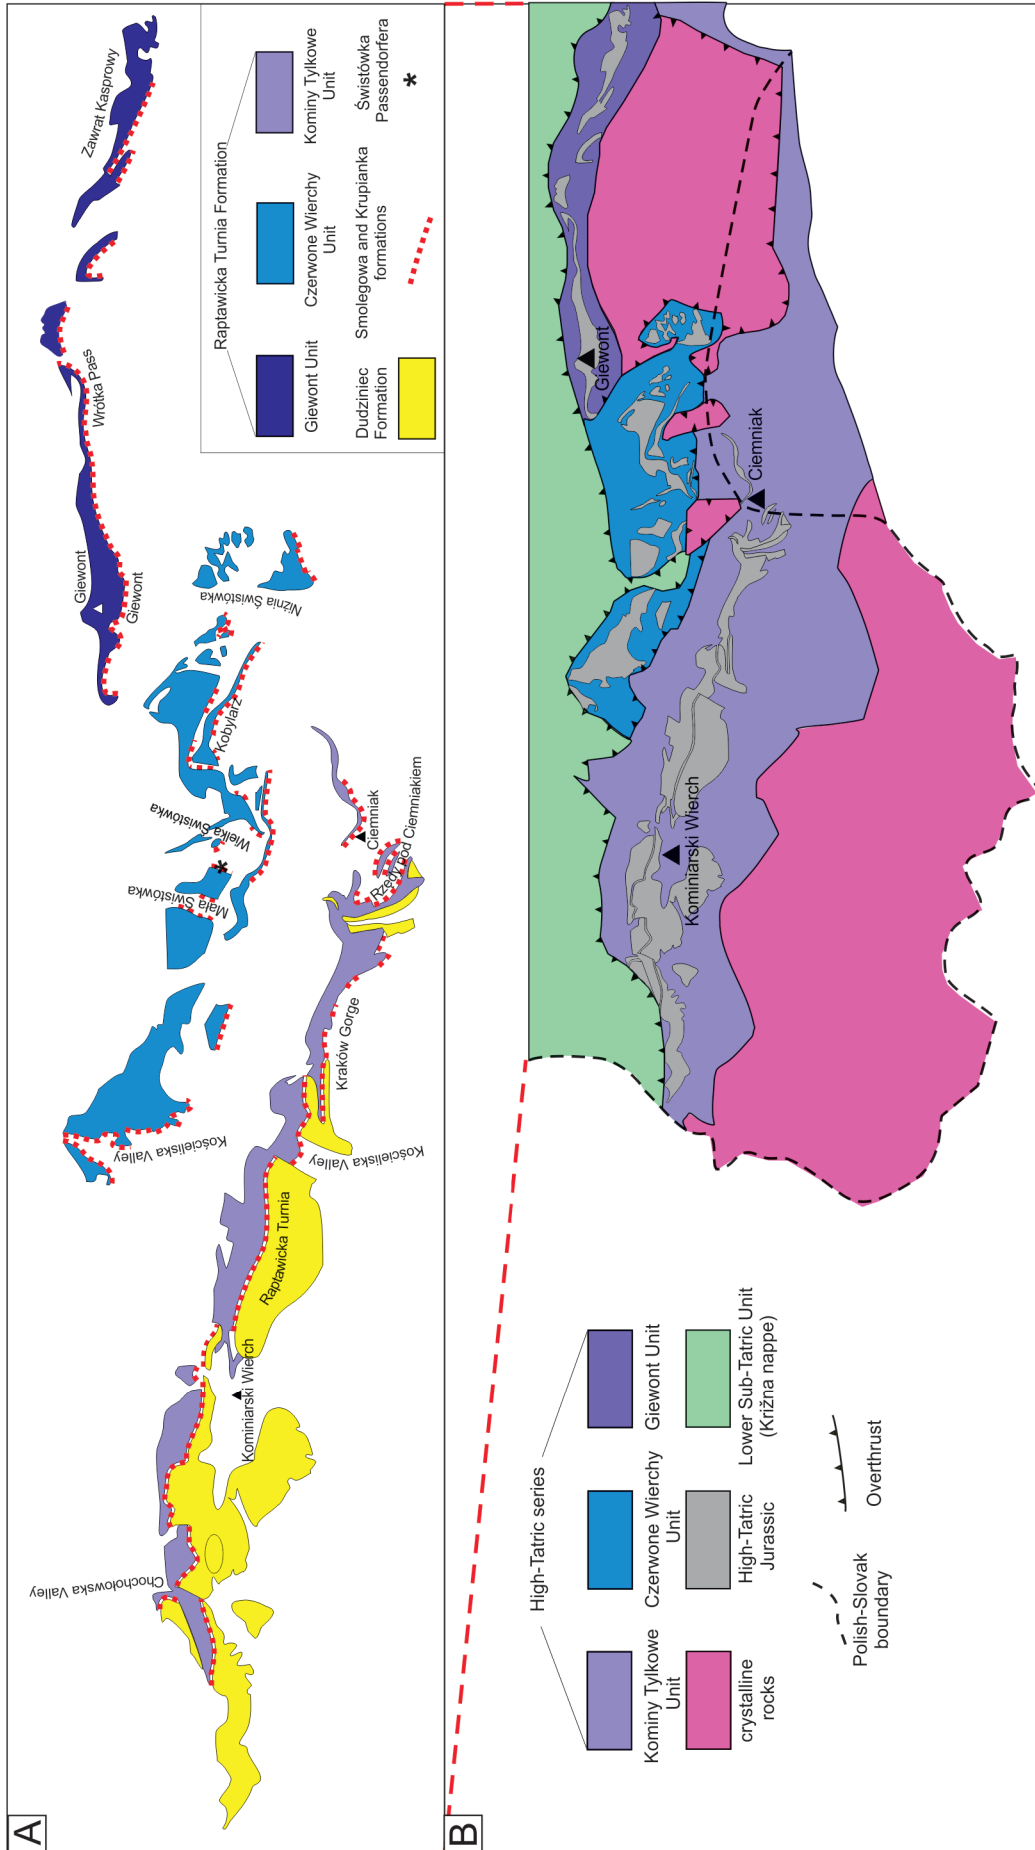 A
Zawrat Kasprowy
Wrótka Pass
Giewont
Giewont
Niżnia Świstówka
Kobylarz
Wielka Świstówka
*
Mała Świstówka
Ciemniak
Rzędy pod Ciemniakiem
Kraków Gorge
Kościeliska Valley
Kościeliska Valley
Raptawicka Turnia
Kominiarski Wierch
Chochołowska Valley
Raptawicka Turnia Formation
Giewont Unit
Czerwone Wierchy
Unit
Kominy Tylkowe
Unit
Dudziniec
Formation
Smolegowa and Krupianka
formations
Świstówka
Passendorfera
*
B
Giewont
Ciemniak
Kominiarski Wierch
High-Tatric series
Kominy Tylkowe
Unit
Czerwone Wierchy
Unit
Giewont Unit
crystalline
rocks
High-Tatric
Jurassic
Lower Sub-Tatric Unit
(Križna nappe)
Polish-Slovak
boundary
Overthrust